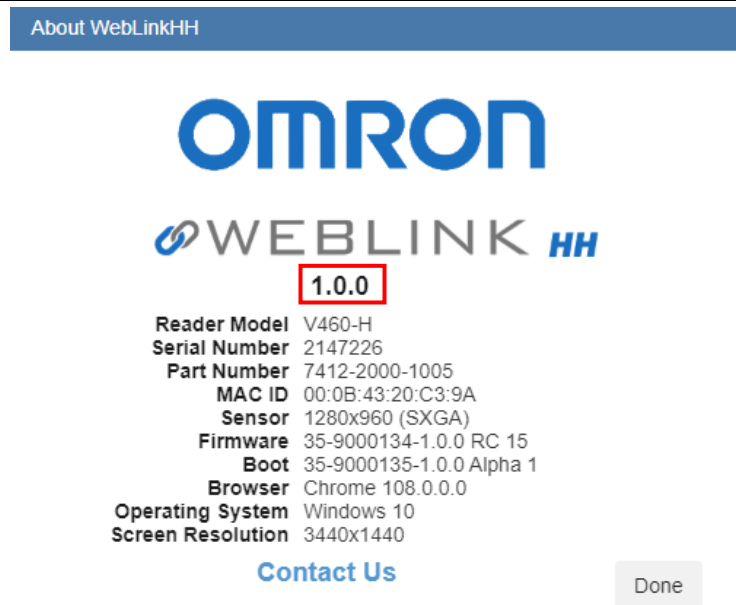 About WebLinkHH
OMRON
WEBLINK HH
1.0.0
Reader Model V460-H
Serial Number 2147226
Part Number 7412-2000-1005
MAC ID 00:0B:43:20:C3:9A
Sensor 1280x960 (SXGA)
Firmware 35-9000134-1.0.0 RC 15
Boot 35-9000135-1.0.0 Alpha 1
Browser Chrome 108.0.0.0
Operating System Windows 10
Screen Resolution 3440x1440
Contact Us
Done